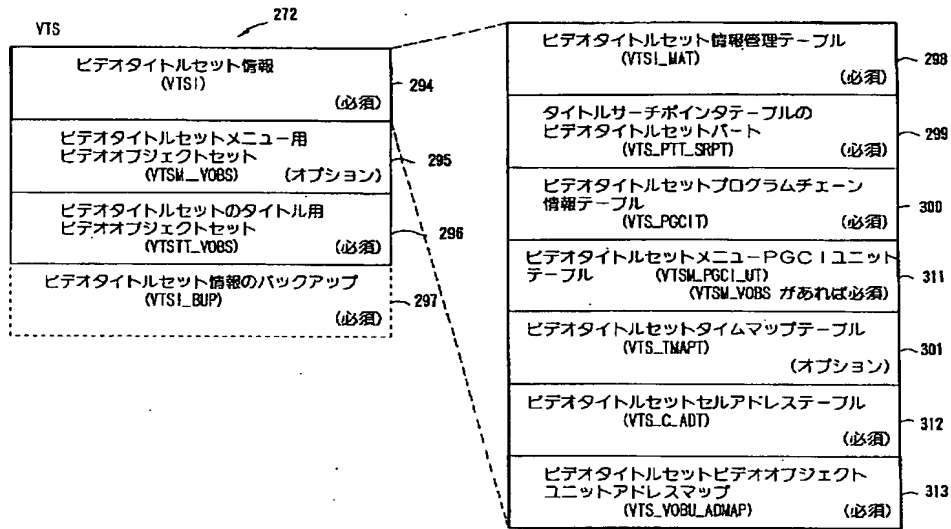 272
VTS
ビデオタイトルセット情報
(VTSI)
(必須)
294
ビデオタイトルセットメニュー用
ビデオオブジェクトセット
(VTSM__VOBS) (オプション)
295
ビデオタイトルセットのタイトル用
ビデオオブジェクトセット
(VTSTT_VOBS) (必須)
296
ビデオタイトルセット情報のバックアップ
(VTSI_BUP)
(必須)
297
ビデオタイトルセット情報管理テーブル
(VTSI_MAT)
(必須)
298
タイトルサーチポインタテーブルの
ビデオタイトルセットパート
(VTS_PTT_SRPT) (必須)
299
ビデオタイトルセットプログラムチェーン
情報テーブル
(VTS_PGCIT) (必須)
300
ビデオタイトルセットメニューPGCIユニット
テーブル (VTSM_PGCI_UT)
(VTSM_VOBS があれば必須)
311
ビデオタイトルセットタイムマップテーブル
(VTS_TMAPT)
(オプション)
301
ビデオタイトルセットセルアドレステーブル
(VTS_C_ADT)
(必須)
312
ビデオタイトルセットビデオオブジェクト
ユニットアドレスマップ
(VTS_VOBU_ADMAP) (必須)
313